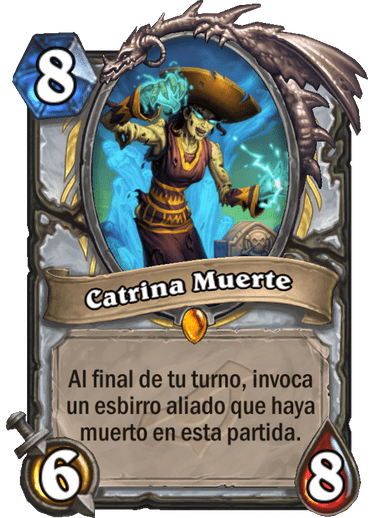 8
Catrina Muerte
Al final de tu turno, invoca
un esbirro aliado que haya
muerto en esta partida.
6
8